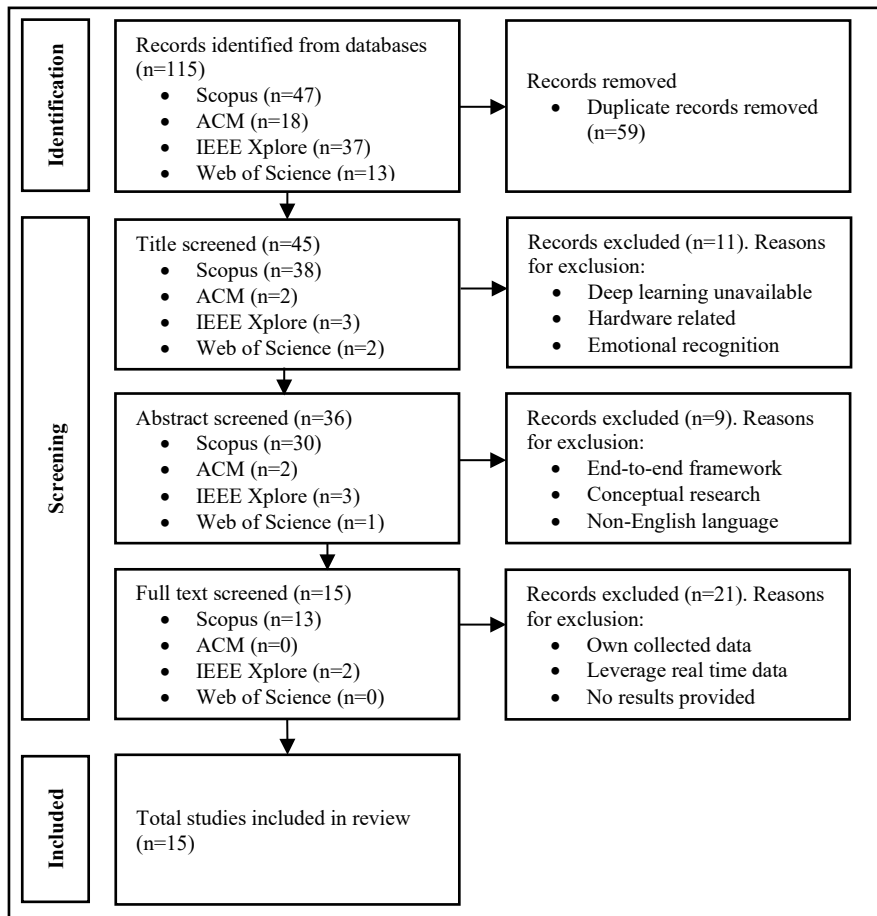 Identification
Records identified from databases
(n=115)
• Scopus (n=47)
• ACM (n=18)
• IEEE Xplore (n=37)
• Web of Science (n=13)
Records removed
• Duplicate records removed
(n=59)
Screening
Title screened (n=45)
• Scopus (n=38)
• ACM (n=2)
• IEEE Xplore (n=3)
• Web of Science (n=2)
Records excluded (n=11). Reasons
for exclusion:
• Deep learning unavailable
• Hardware related
• Emotional recognition
Abstract screened (n=36)
• Scopus (n=30)
• ACM (n=2)
• IEEE Xplore (n=3)
• Web of Science (n=1)
Records excluded (n=9). Reasons
for exclusion:
• End-to-end framework
• Conceptual research
• Non-English language
Full text screened (n=15)
• Scopus (n=13)
• ACM (n=0)
• IEEE Xplore (n=2)
• Web of Science (n=0)
Records excluded (n=21). Reasons
for exclusion:
• Own collected data
• Leverage real time data
• No results provided
Included
Total studies included in review
(n=15)